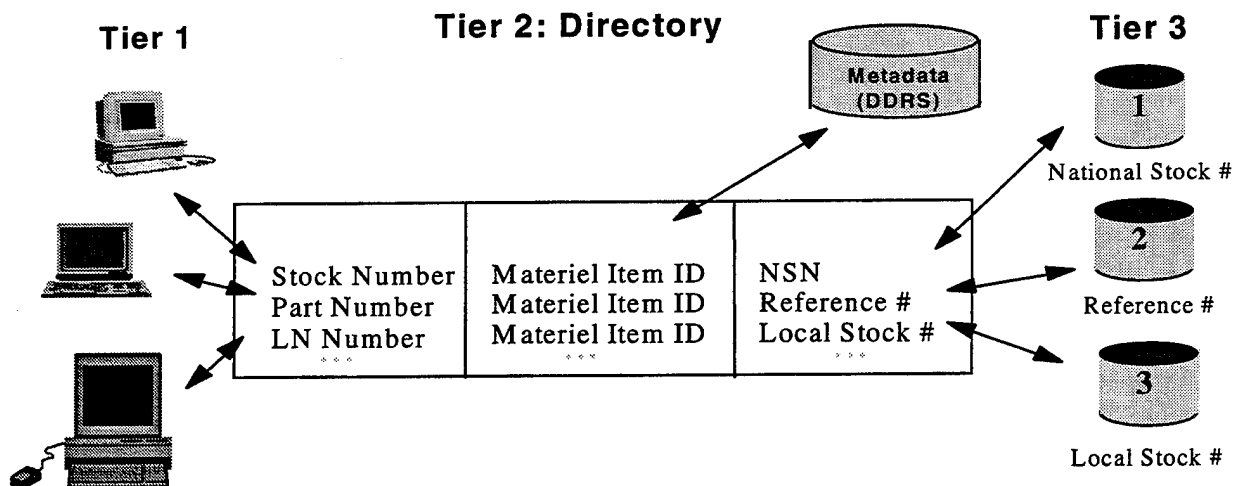 Tier 1
Tier 2: Directory
Tier 3
Metadata
(DDRS)
1
National Stock #
Stock Number
Part Number
LN Number
Materiel Item ID
Materiel Item ID
Materiel Item ID
NSN
Reference #
Local Stock #
2
Reference #
3
Local Stock #